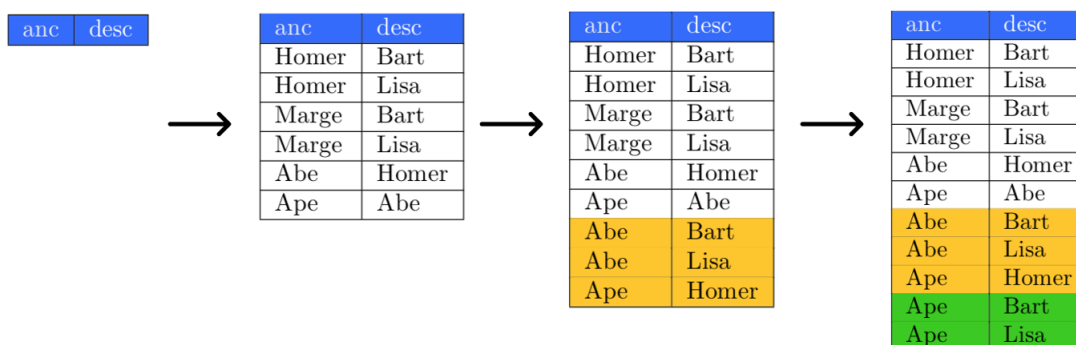 anc desc
anc desc
Homer Bart
Homer Lisa
Marge Bart
Marge Lisa
Abe Homer
Ape Abe
anc desc
Homer Bart
Homer Lisa
Marge Bart
Marge Lisa
Abe Homer
Ape Abe
Abe Bart
Abe Lisa
Ape Homer
anc desc
Homer Bart
Homer Lisa
Marge Bart
Marge Lisa
Abe Homer
Ape Abe
Abe Bart
Abe Lisa
Ape Homer
Ape Bart
Ape Lisa